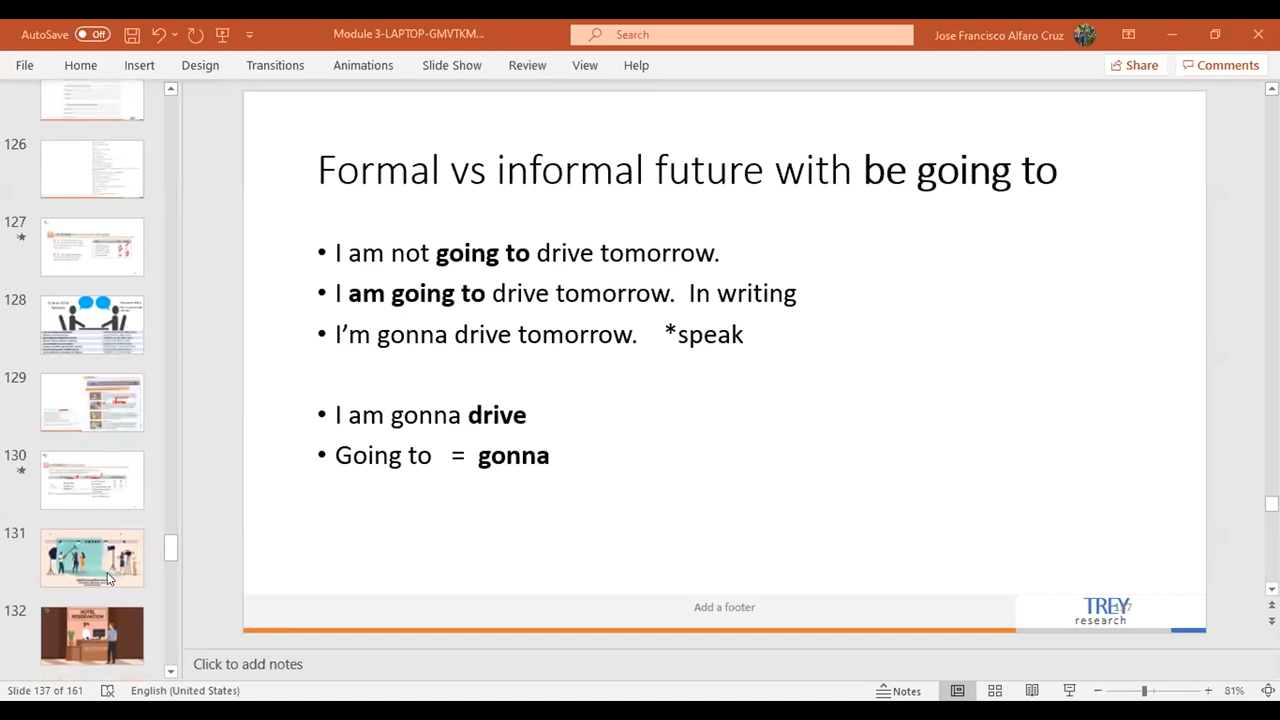 AutoSave Off Module 3-LAPTOP-GMVTKM... Search Jose Francisco Alfaro Cruz
File Home Insert Design Transitions Animations Slide Show Review View Help Share Comments
126
127
128
129
130
131
132
HOTEL
RESERVATION
Formal vs informal future with be going to
• I am not going to drive tomorrow.
• I am going to drive tomorrow. In writing
• I’m gonna drive tomorrow. *speak
• I am gonna drive
• Going to = gonna
Add a footer
TREY
research
Click to add notes
Slide 137 of 161 English (United States) Notes 81%